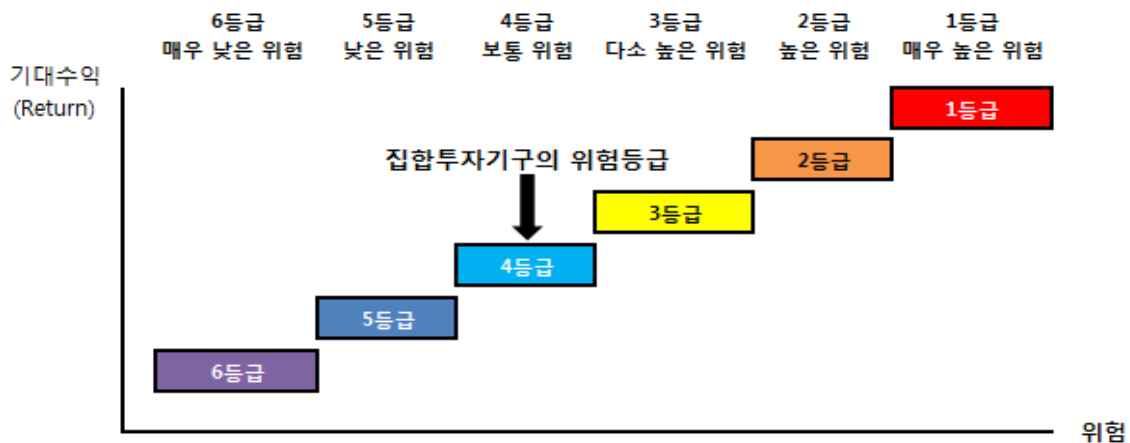 6등급 5등급 4등급 3등급 2등급 1등급
매우 낮은 위험 낮은 위험 보통 위험 다소 높은 위험 높은 위험 매우 높은 위험
기대수익
(Return)
1등급
집합투자기구의 위험등급
2등급
3등급
4등급
5등급
6등급
위험